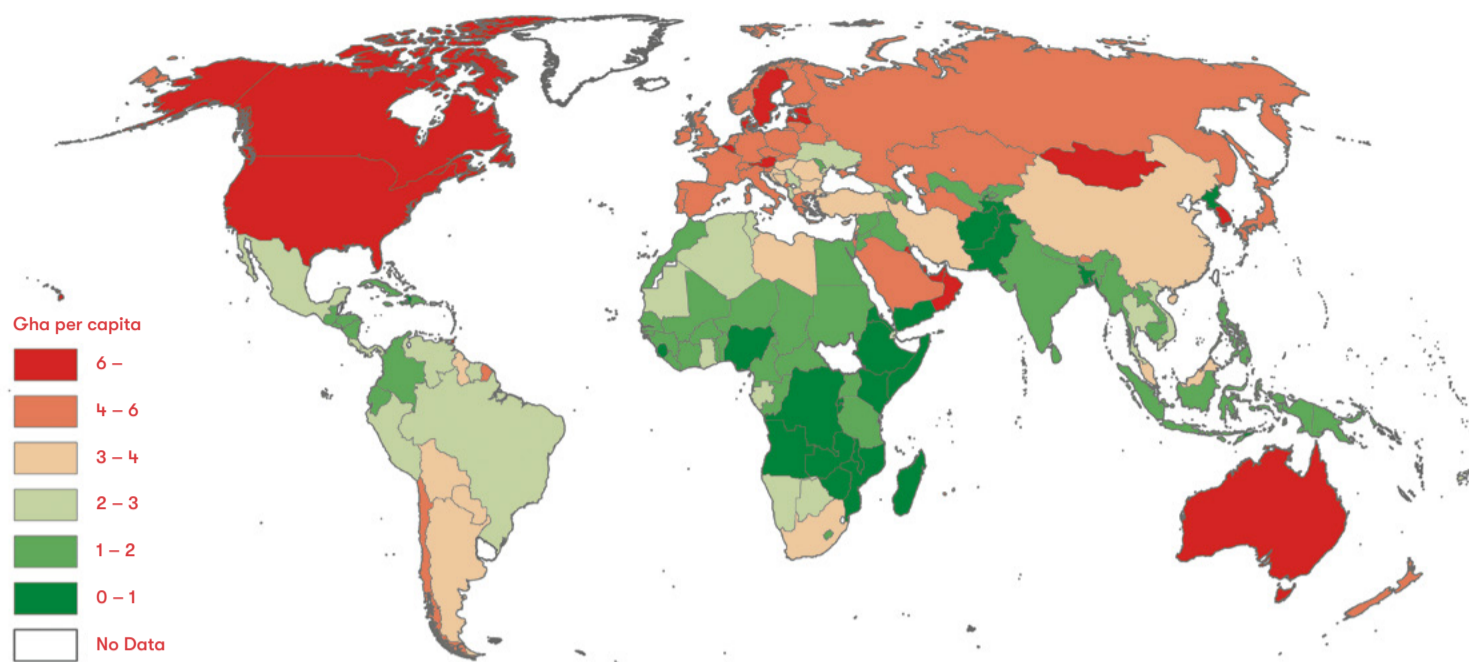 Gha per capita
6 –
4 – 6
3 – 4
2 – 3
1 – 2
0 – 1
No Data